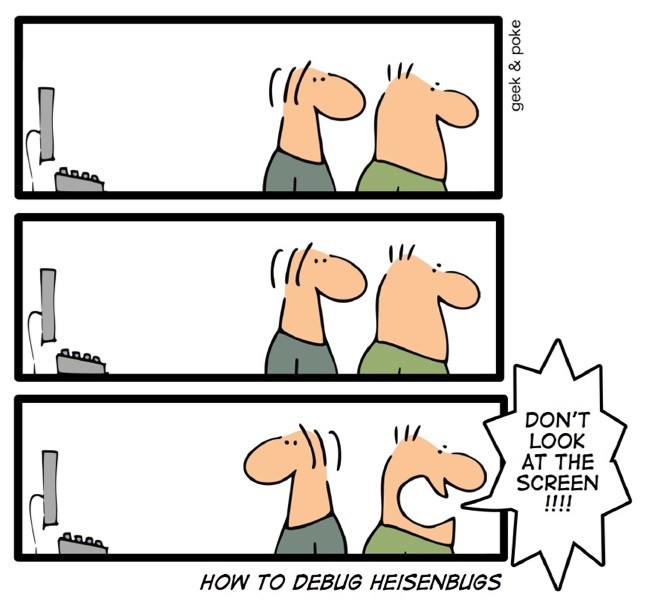 geek & poke
DON'T
LOOK
AT THE
SCREEN
!!!!
HOW TO DEBUG HEISENBUGS